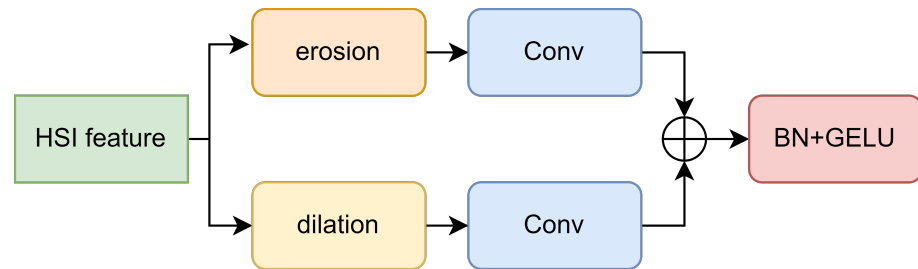 erosion
Conv
HSI feature
BN+GELU
dilation
Conv